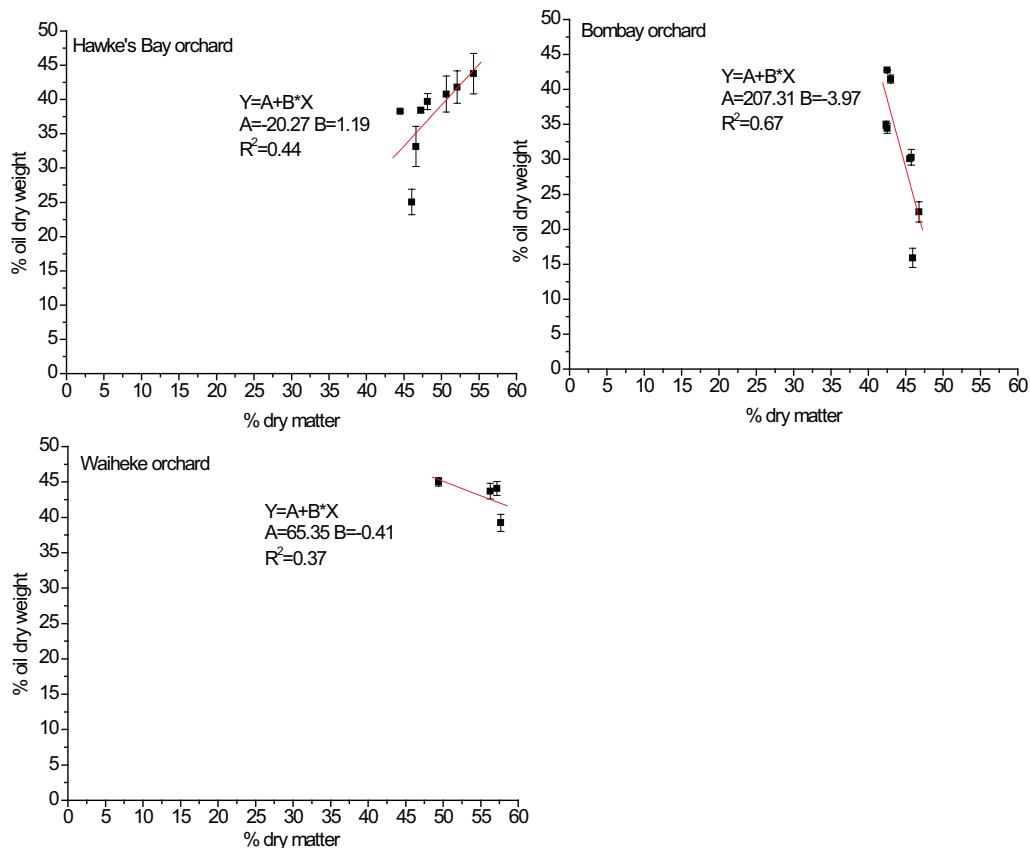 Hawke's Bay orchard
Y=A+B*X
A=-20.27 B=1.19
R²=0.44
% oil dry weight
50
45
40
35
30
25
20
15
10
5
0
0 5 10 15 20 25 30 35 40 45 50 55 60
% dry matter
Bombay orchard
Y=A+B*X
A=207.31 B=-3.97
R²=0.67
% oil dry weight
50
45
40
35
30
25
20
15
10
5
0
0 5 10 15 20 25 30 35 40 45 50 55 60
% dry matter
Waiheke orchard
Y=A+B*X
A=65.35 B=-0.41
R²=0.37
% oil dry weight
50
45
40
35
30
25
20
15
10
5
0
0 5 10 15 20 25 30 35 40 45 50 55 60
% dry matter